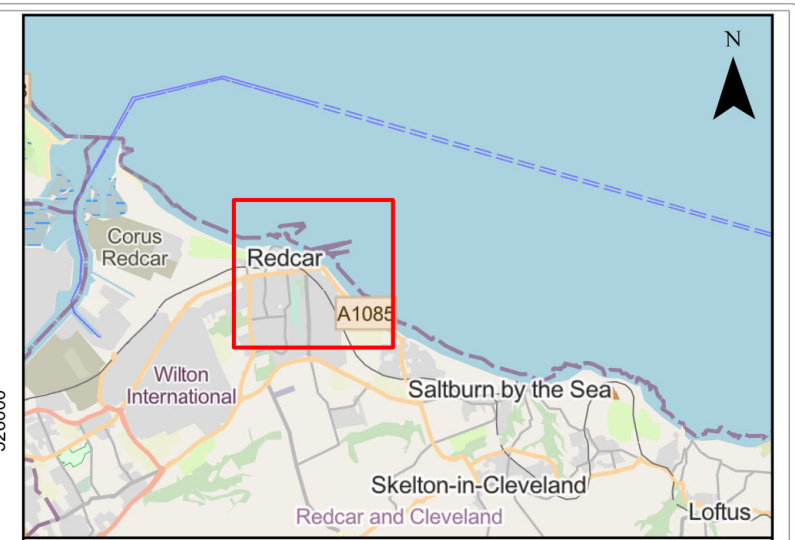 N
Corus
Redcar
Redcar
A1085
Wilton
International
Saltburn by the Sea
Skelton-in-Cleveland
Redcar and Cleveland
Loftus